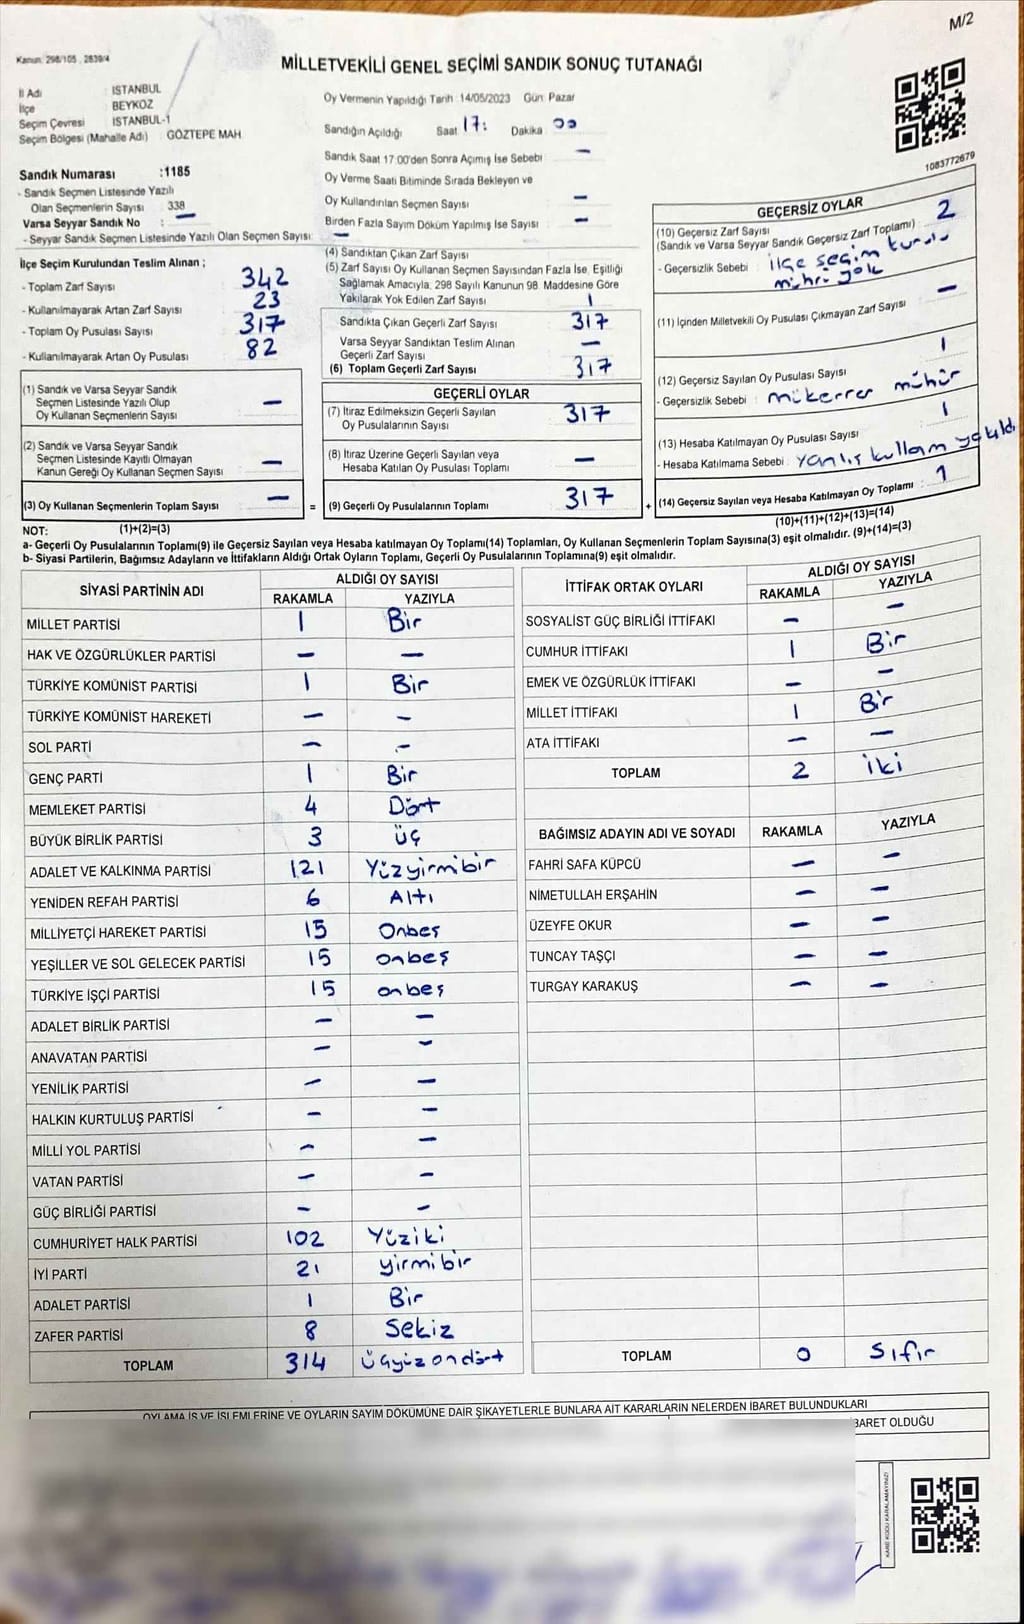 M/2
Kanun: 298/105 , 2839/4
MİLLETVEKİLİ GENEL SEÇİMİ SANDIK SONUÇ TUTANAĞI
İl Adı : İSTANBUL
İlçe : BEYKOZ
Seçim Çevresi : İSTANBUL-1
Seçim Bölgesi (Mahalle Adı) : GÖZTEPE MAH
Sandık Numarası :1185
- Sandık Seçmen Listesinde Yazılı
Olan Seçmenlerin Sayısı : 338
Varsa Seyyar Sandık No : –
- Seyyar Sandık Seçmen Listesinde Yazılı Olan Seçmen Sayısı: –
İlçe Seçim Kurulundan Teslim Alınan ;
- Toplam Zarf Sayısı : 342
- Kullanılmayarak Artan Zarf Sayısı : 23
- Toplam Oy Pusulası Sayısı : 317
- Kullanılmayarak Artan Oy Pusulası : 82
Oy Vermenin Yapıldığı Tarih :14/05/2023 Gün: Pazar
Sandığın Açıldığı Saat 17: Dakika 00
Sandık Saat 17.00'den Sonra Açımış İse Sebebi : –
Oy Verme Saati Bitiminde Sırada Bekleyen ve
Oy Kullandırılan Seçmen Sayısı : –
Birden Fazla Sayım Döküm Yapılmış İse Sayısı : –
(4) Sandıktan Çıkan Zarf Sayısı :
(5) Zarf Sayısı Oy Kullanan Seçmen Sayısından Fazla İse, Eşitliği
Sağlamak Amacıyla, 298 Sayılı Kanunun 98. Maddesine Göre
Yakılarak Yok Edilen Zarf Sayısı : 1
Sandıkta Çıkan Geçerli Zarf Sayısı : 317
Varsa Seyyar Sandıktan Teslim Alınan
Geçerli Zarf Sayısı : –
(6) Toplam Geçerli Zarf Sayısı : 317
1083772679
GEÇERSİZ OYLAR
(10) Geçersiz Zarf Sayısı : 2
(Sandık ve Varsa Seyyar Sandık Geçersiz Zarf Toplamı)
- Geçersizlik Sebebi : ilçe seçim kurulu
mührü yok
(11) İçinden Milletvekili Oy Pusulası Çıkmayan Zarf Sayısı : –
(12) Geçersiz Sayılan Oy Pusulası Sayısı : 1
- Geçersizlik Sebebi : mükerrer mühür
(13) Hesaba Katılmayan Oy Pusulası Sayısı : 1
- Hesaba Katılmama Sebebi : Yanlış kullanım yakıldı
(14) Geçersiz Sayılan veya Hesaba Katılmayan Oy Toplamı : 1
(10)+(11)+(12)+(13)=(14)
(1) Sandık ve Varsa Seyyar Sandık
Seçmen Listesinde Yazılı Olup
Oy Kullanan Seçmenlerin Sayısı : –
(2) Sandık ve Varsa Seyyar Sandık
Seçmen Listesinde Kayıtlı Olmayan
Kanun Gereği Oy Kullanan Seçmen Sayısı : –
(3) Oy Kullanan Seçmenlerin Toplam Sayısı : – =
GEÇERLİ OYLAR
(7) İtiraz Edilmeksizin Geçerli Sayılan
Oy Pusulalarının Sayısı : 317
(8) İtiraz Üzerine Geçerli Sayılan veya
Hesaba Katılan Oy Pusulası Toplamı : –
(9) Geçerli Oy Pusulalarının Toplamı : 317 +
NOT: (1)+(2)=(3)
a- Geçerli Oy Pusulalarının Toplamı(9) ile Geçersiz Sayılan veya Hesaba katılmayan Oy Toplamı(14) Toplamları, Oy Kullanan Seçmenlerin Toplam Sayısına(3) eşit olmalıdır. (9)+(14)=(3)
b- Siyasi Partilerin, Bağımsız Adayların ve İttifakların Aldığı Ortak Oyların Toplamı, Geçerli Oy Pusulalarının Toplamına(9) eşit olmalıdır.
SİYASİ PARTİNİN ADI ALDIĞI OY SAYISI
RAKAMLA YAZIYLA
MİLLET PARTİSİ 1 Bir
HAK VE ÖZGÜRLÜKLER PARTİSİ – –
TÜRKİYE KOMÜNİST PARTİSİ 1 Bir
TÜRKİYE KOMÜNİST HAREKETİ – –
SOL PARTİ – –
GENÇ PARTİ 1 Bir
MEMLEKET PARTİSİ 4 Dört
BÜYÜK BİRLİK PARTİSİ 3 üç
ADALET VE KALKINMA PARTİSİ 121 Yüzyirmibir
YENİDEN REFAH PARTİSİ 6 Altı
MİLLİYETÇİ HAREKET PARTİSİ 15 Onbeş
YEŞİLLER VE SOL GELECEK PARTİSİ 15 onbeş
TÜRKİYE İŞÇİ PARTİSİ 15 onbeş
ADALET BİRLİK PARTİSİ – –
ANAVATAN PARTİSİ – –
YENİLİK PARTİSİ – –
HALKIN KURTULUŞ PARTİSİ – –
MİLLİ YOL PARTİSİ – –
VATAN PARTİSİ – –
GÜÇ BİRLİĞİ PARTİSİ – –
CUMHURİYET HALK PARTİSİ 102 Yüziki
İYİ PARTİ 21 yirmibir
ADALET PARTİSİ 1 Bir
ZAFER PARTİSİ 8 Sekiz
TOPLAM 314 üçyüzondört
İTTİFAK ORTAK OYLARI ALDIĞI OY SAYISI
RAKAMLA YAZIYLA
SOSYALİST GÜÇ BİRLİĞİ İTTİFAKI – –
CUMHUR İTTİFAKI 1 Bir
EMEK VE ÖZGÜRLÜK İTTİFAKI – –
MİLLET İTTİFAKI 1 Bir
ATA İTTİFAKI – –
TOPLAM 2 iki
BAĞIMSIZ ADAYIN ADI VE SOYADI RAKAMLA YAZIYLA
FAHRİ SAFA KÜPCÜ – –
NİMETULLAH ERŞAHİN – –
ÜZEYFE OKUR – –
TUNCAY TAŞÇI – –
TURGAY KARAKUŞ – –
TOPLAM 0 Sıfır
OYLAMA İŞ VE İŞLEMLERİNE VE OYLARIN SAYIM DÖKÜMÜNE DAİR ŞİKAYETLERLE BUNLARA AİT KARARLARIN NELERDEN İBARET BULUNDUKLARI
İBARET OLDUĞU
KARE KODU KARALAMAYINIZ!